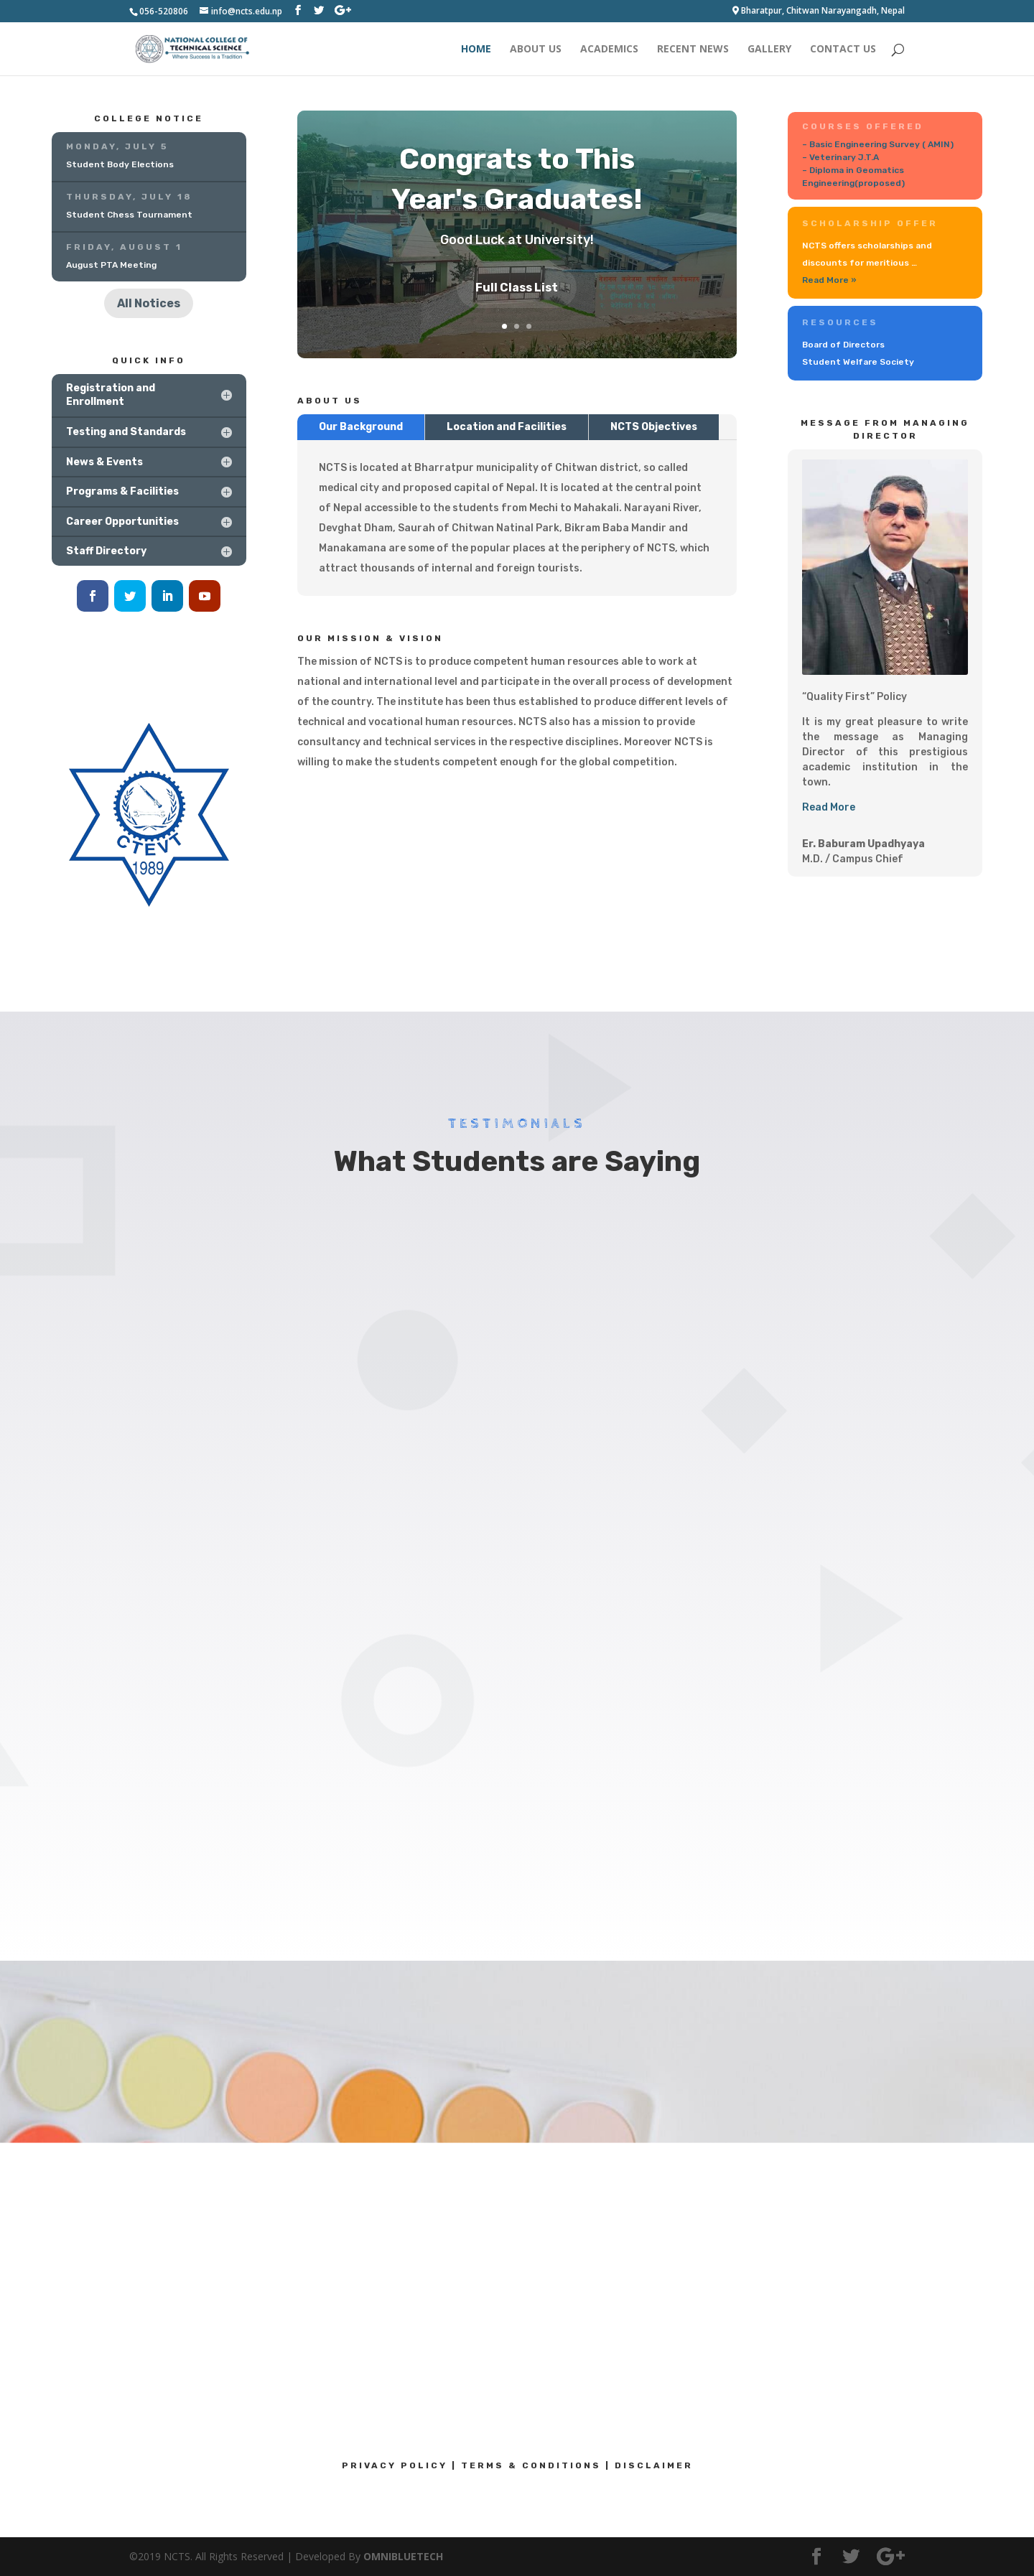 056-520806 info@ncts.edu.np
Bharatpur, Chitwan Narayangadh, Nepal
NATIONAL COLLEGE OF
TECHNICAL SCIENCE
Where Success Is a Tradition
HOME ABOUT US ACADEMICS RECENT NEWS GALLERY CONTACT US
COLLEGE NOTICE
MONDAY, JULY 5
Student Body Elections
THURSDAY, JULY 18
Student Chess Tournament
FRIDAY, AUGUST 1
August PTA Meeting
All Notices
QUICK INFO
Registration and
Enrollment
Testing and Standards
News & Events
Programs & Facilities
Career Opportunities
Staff Directory
CTEVT
1989
Congrats to This
Year's Graduates!
Good Luck at University!
Full Class List
ABOUT US
Our Background Location and Facilities NCTS Objectives
NCTS is located at Bharratpur municipality of Chitwan district, so called
medical city and proposed capital of Nepal. It is located at the central point
of Nepal accessible to the students from Mechi to Mahakali. Narayani River,
Devghat Dham, Saurah of Chitwan Natinal Park, Bikram Baba Mandir and
Manakamana are some of the popular places at the periphery of NCTS, which
attract thousands of internal and foreign tourists.
OUR MISSION & VISION
The mission of NCTS is to produce competent human resources able to work at
national and international level and participate in the overall process of development
of the country. The institute has been thus established to produce different levels of
technical and vocational human resources. NCTS also has a mission to provide
consultancy and technical services in the respective disciplines. Moreover NCTS is
willing to make the students competent enough for the global competition.
COURSES OFFERED
– Basic Engineering Survey ( AMIN)
– Veterinary J.T.A
– Diploma in Geomatics
Engineering(proposed)
SCHOLARSHIP OFFER
NCTS offers scholarships and
discounts for meritious ..
Read More »
RESOURCES
Board of Directors
Student Welfare Society
MESSAGE FROM MANAGING
DIRECTOR
“Quality First” Policy
It is my great pleasure to write
the message as Managing
Director of this prestigious
academic institution in the
town.
Read More
Er. Baburam Upadhyaya
M.D. / Campus Chief
TESTIMONIALS
What Students are Saying
PRIVACY POLICY | TERMS & CONDITIONS | DISCLAIMER
©2019 NCTS. All Rights Reserved | Developed By OMNIBLUETECH